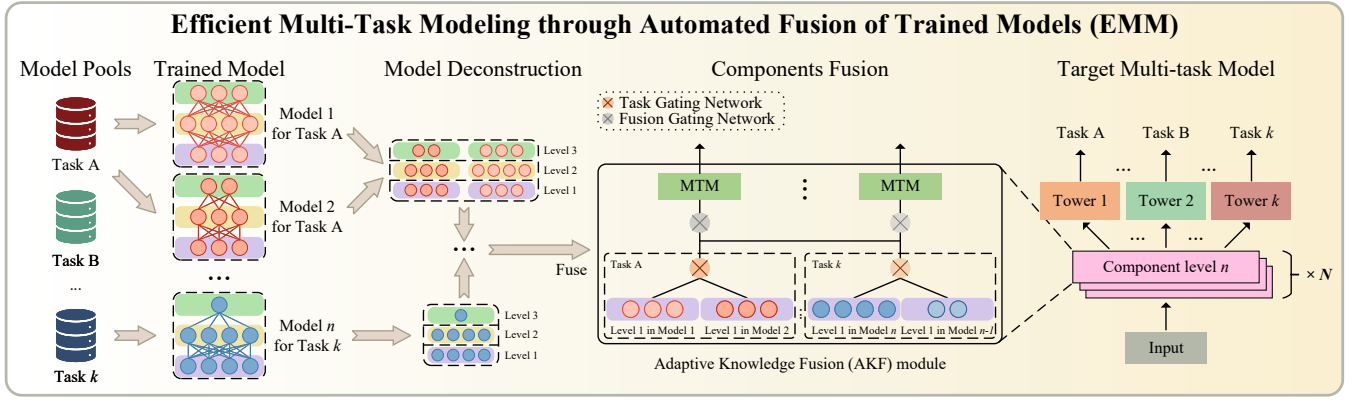 Efficient Multi-Task Modeling through Automated Fusion of Trained Models (EMM)
Model Pools
Trained Model
Model Deconstruction
Components Fusion
Target Multi-task Model
Task A
Task B
...
Task k
Model 1
for Task A
Model 2
for Task A
...
Model n
for Task k
Level 3
Level 2
Level 1
...
Level 3
Level 2
Level 1
Fuse
Task Gating Network
Fusion Gating Network
MTM
MTM
Task A
Level 1 in Model 1
Level 1 in Model 2
Task k
Level 1 in Model n
Level 1 in Model n-1
Adaptive Knowledge Fusion (AKF) module
Task A
Task B
Task k
...
...
Tower 1
Tower 2
Tower k
...
...
Component level n
× N
Input